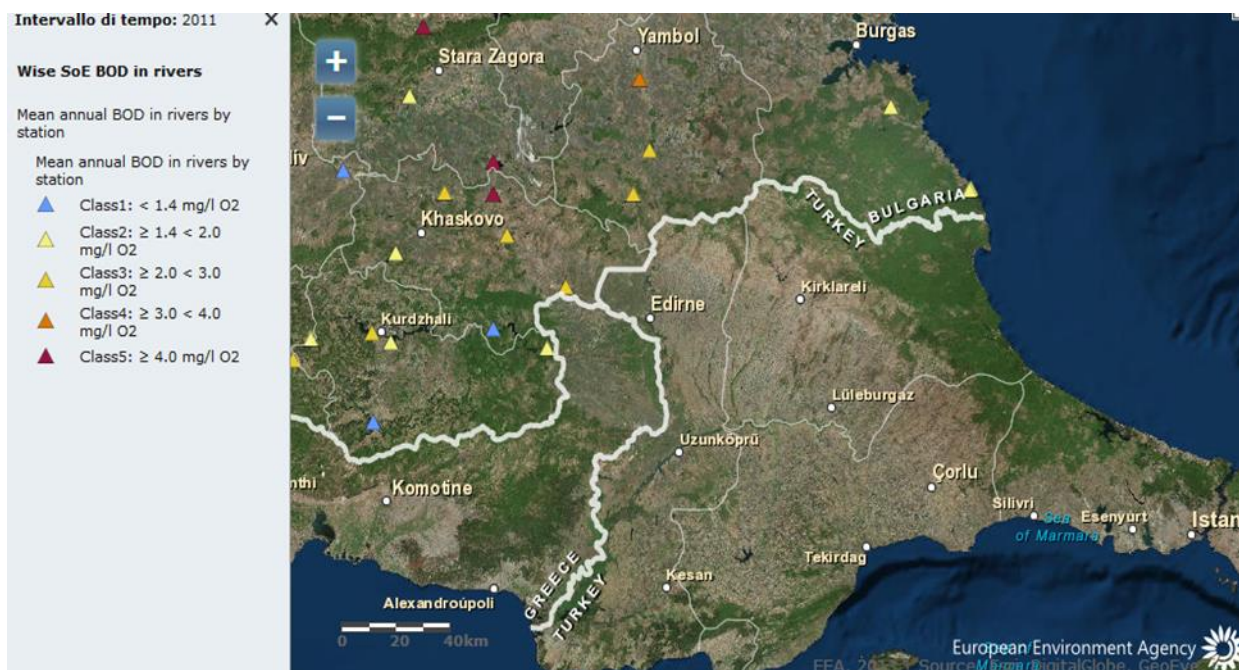 Intervallo di tempo: 2011
×
Wise SoE BOD in rivers
Mean annual BOD in rivers by
station
Mean annual BOD in rivers by
station
Class1: < 1.4 mg/l O2
Class2: ≥ 1.4 < 2.0
mg/l O2
Class3: ≥ 2.0 < 3.0
mg/l O2
Class4: ≥ 3.0 < 4.0
mg/l O2
Class5: ≥ 4.0 mg/l O2
+
−
Burgas
Yambol
Stara Zagora
iv
Khaskovo
BULGARIA
TURKEY
Kirklareli
Edirne
Kurdzhali
Lüleburgaz
Uzunköprü
nthi
Komotine
Çorlu
Silivri
Sea
of Marmara
Esenyurt
Istan
Tekirdag
GREECE
TURKEY
Kesan
Alexandroúpoli
0 20 40km
European Environment Agency